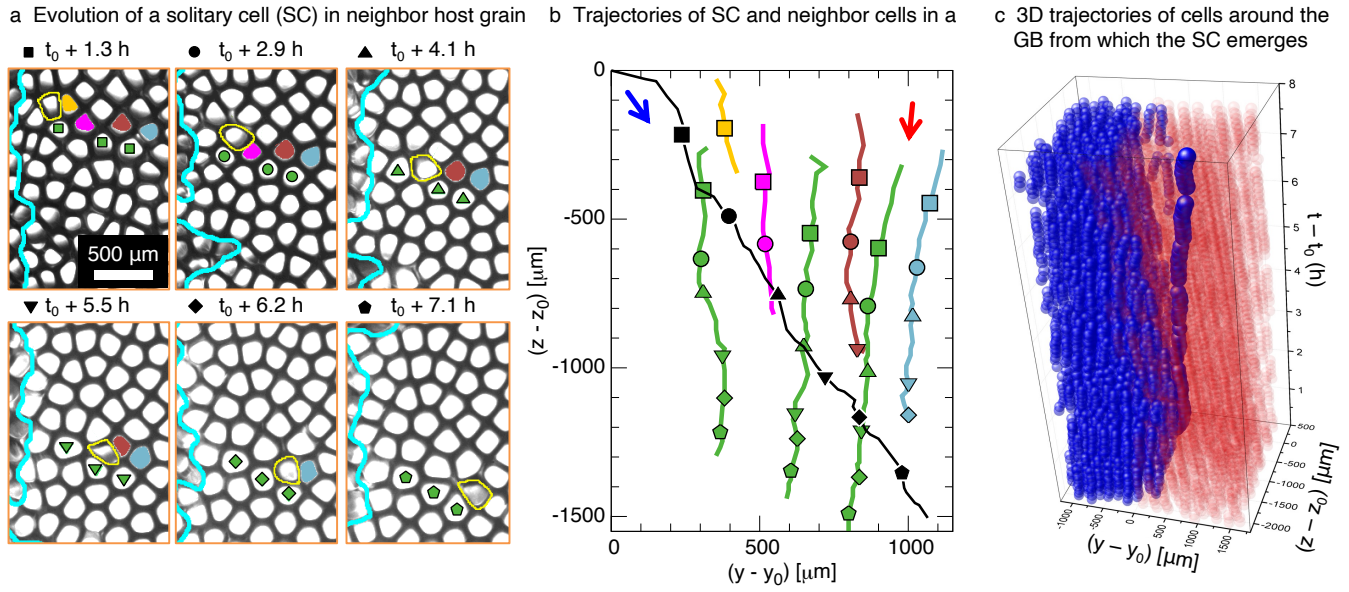 a Evolution of a solitary cell (SC) in neighbor host grain
■ t0 + 1.3 h ● t0 + 2.9 h ▲ t0 + 4.1 h
500 µm
▼ t0 + 5.5 h ◆ t0 + 6.2 h ⬟ t0 + 7.1 h
b Trajectories of SC and neighbor cells in a
0
-500
-1000
-1500
(z - z0) [µm]
0 500 1000
(y - y0) [µm]
c 3D trajectories of cells around the
GB from which the SC emerges
8
7
6
5
4
3
2
1
t – t0 (h)
500
0
-500
-1000
-1500
-2000
(z – z0) [µm]
-1000 -500 0 500 1000 1500
(y – y0) [µm]